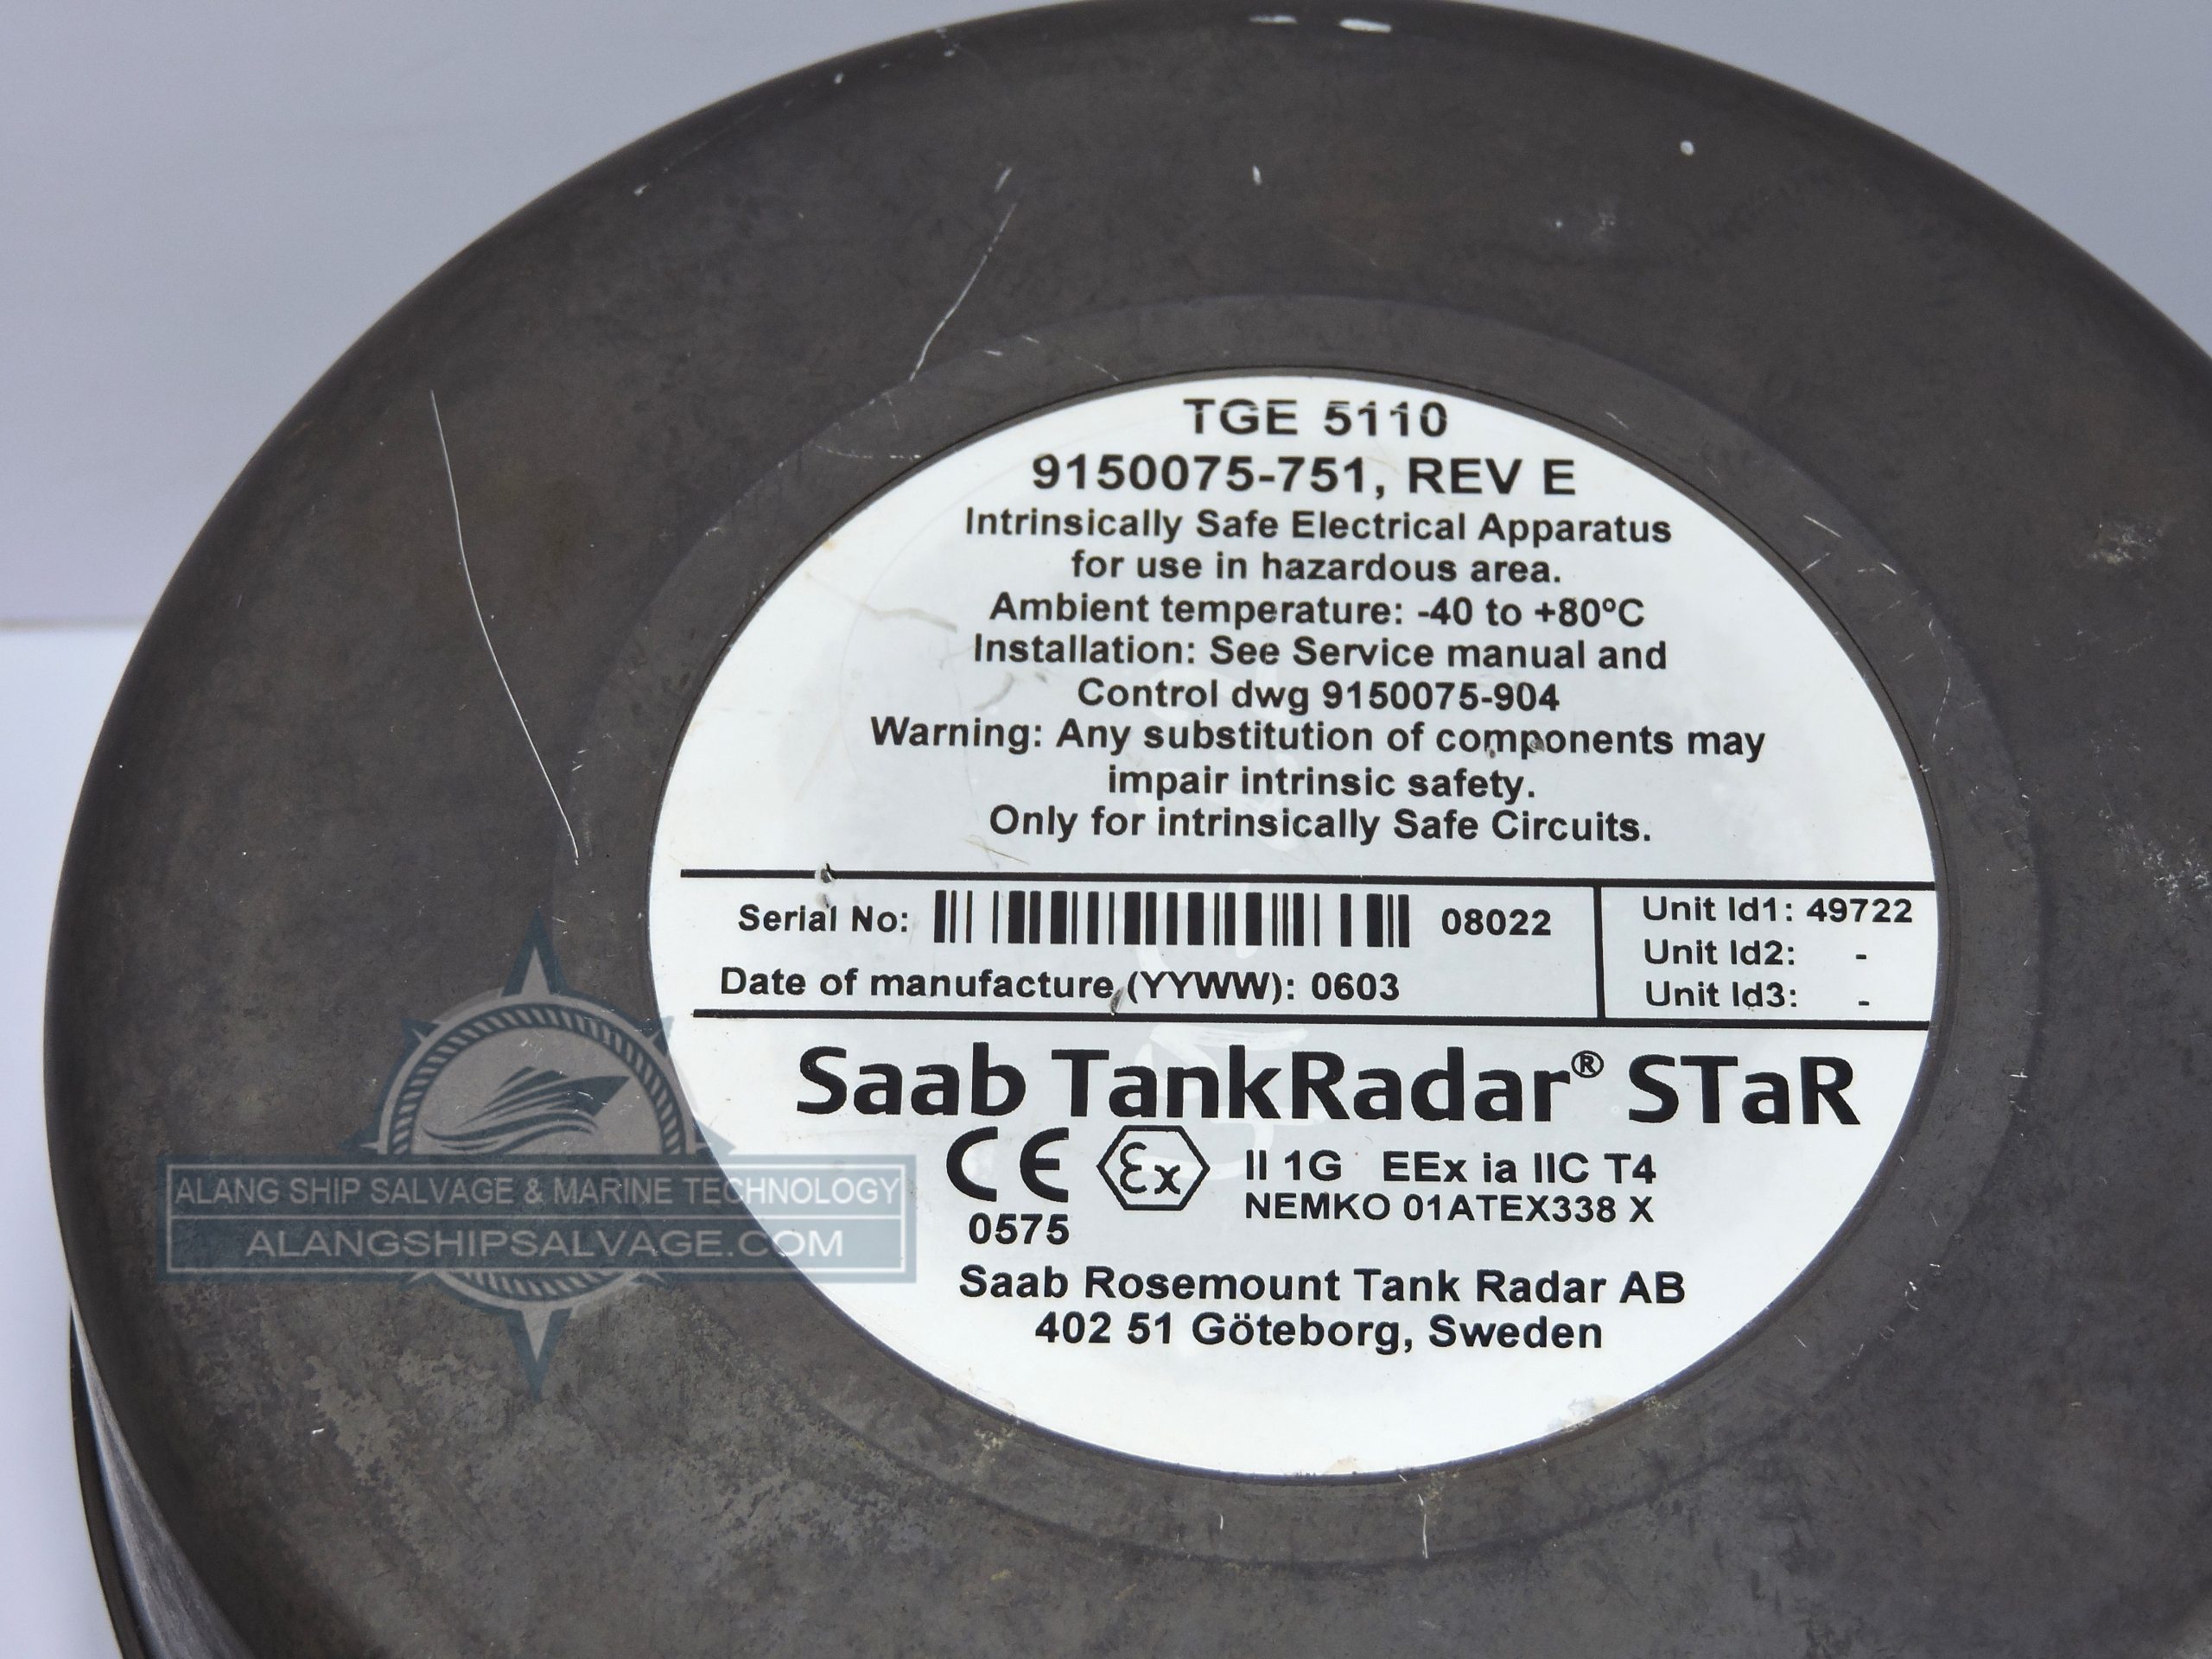 TGE 5110
9150075-751, REV E
Intrinsically Safe Electrical Apparatus
for use in hazardous area.
Ambient temperature: -40 to +80ºC
Installation: See Service manual and
Control dwg 9150075-904
Warning: Any substitution of components may
impair intrinsic safety.
Only for intrinsically Safe Circuits.
Serial No: 08022
Date of manufacture (YYWW): 0603
Unit Id1: 49722
Unit Id2: -
Unit Id3: -
Saab TankRadar® STaR
CE Ex II 1G EEx ia IIC T4
NEMKO 01ATEX338 X
0575
Saab Rosemount Tank Radar AB
402 51 Göteborg, Sweden
ALANG SHIP SALVAGE & MARINE TECHNOLOGY
ALANGSHIPSALVAGE.COM